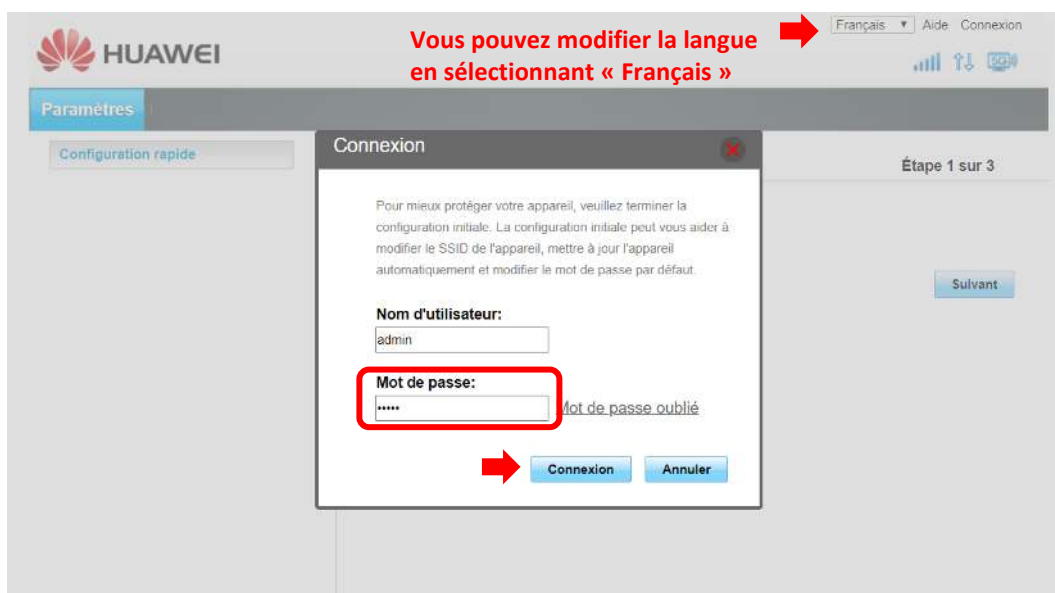 Français Aide Connexion
HUAWEI
Vous pouvez modifier la langue
en sélectionnant « Français »
5G
Paramètres
Configuration rapide
Connexion
Étape 1 sur 3
Pour mieux protéger votre appareil, veuillez terminer la
configuration initiale. La configuration initiale peut vous aider à
modifier le SSID de l'appareil, mettre à jour l'appareil
automatiquement et modifier le mot de passe par défaut.
Suivant
Nom d'utilisateur:
admin
Mot de passe:
•••••
Mot de passe oublié
Connexion
Annuler